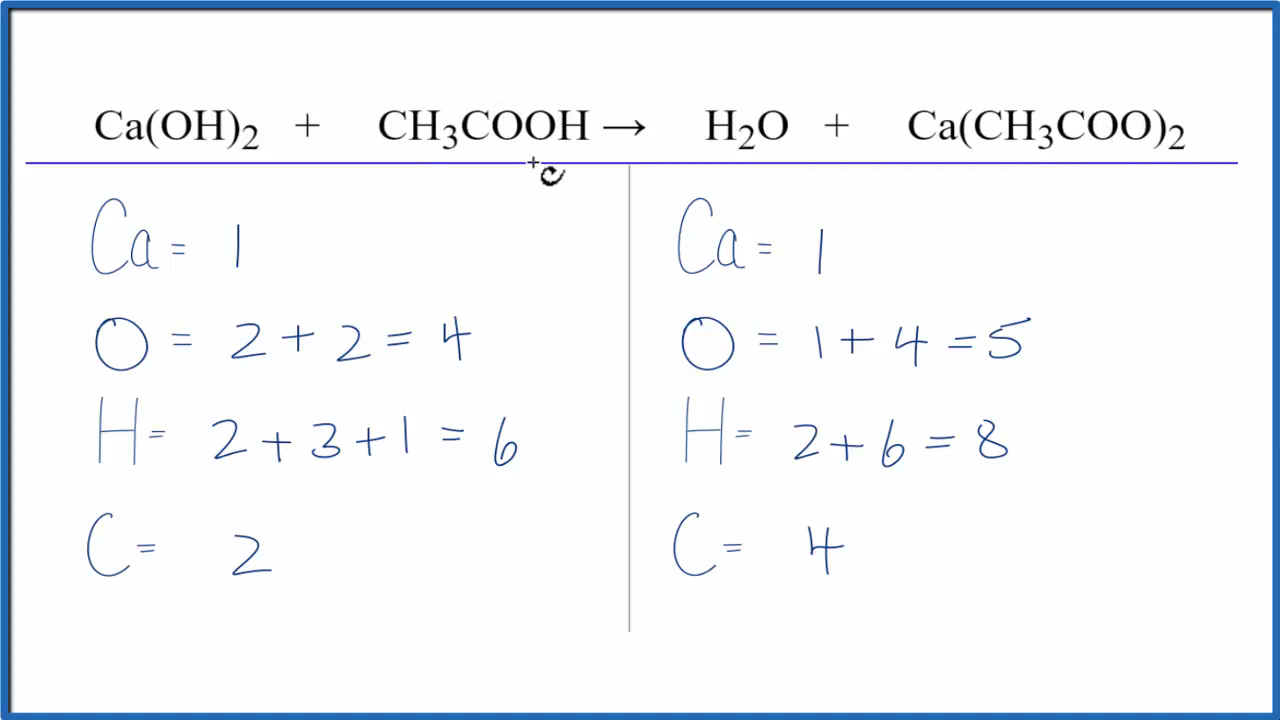 Ca(OH)₂ + CH₃COOH → H₂O + Ca(CH₃COO)₂
Ca = 1
O = 2 + 2 = 4
H = 2 + 3 + 1 = 6
C = 2
Ca = 1
O = 1 + 4 = 5
H = 2 + 6 = 8
C = 4